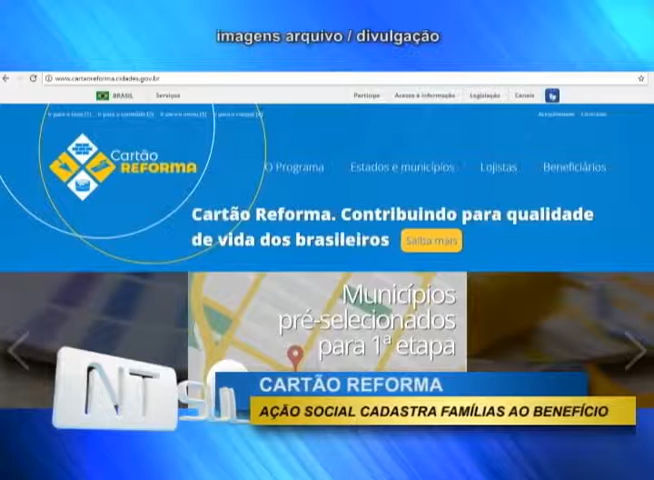 imagens arquivo / divulgação
www.cartaoreforma.cidades.gov.br
BRASIL Serviços Participe Acesso à informação Legislação Canais
O Programa Estados e municípios Lojistas Beneficiários
Cartão
REFORMA
Cartão Reforma. Contribuindo para qualidade
de vida dos brasileiros Saiba mais
Municípios
pré-selecionados
para 1ª etapa
NTSUL
CARTÃO REFORMA
AÇÃO SOCIAL CADASTRA FAMÍLIAS AO BENEFÍCIO